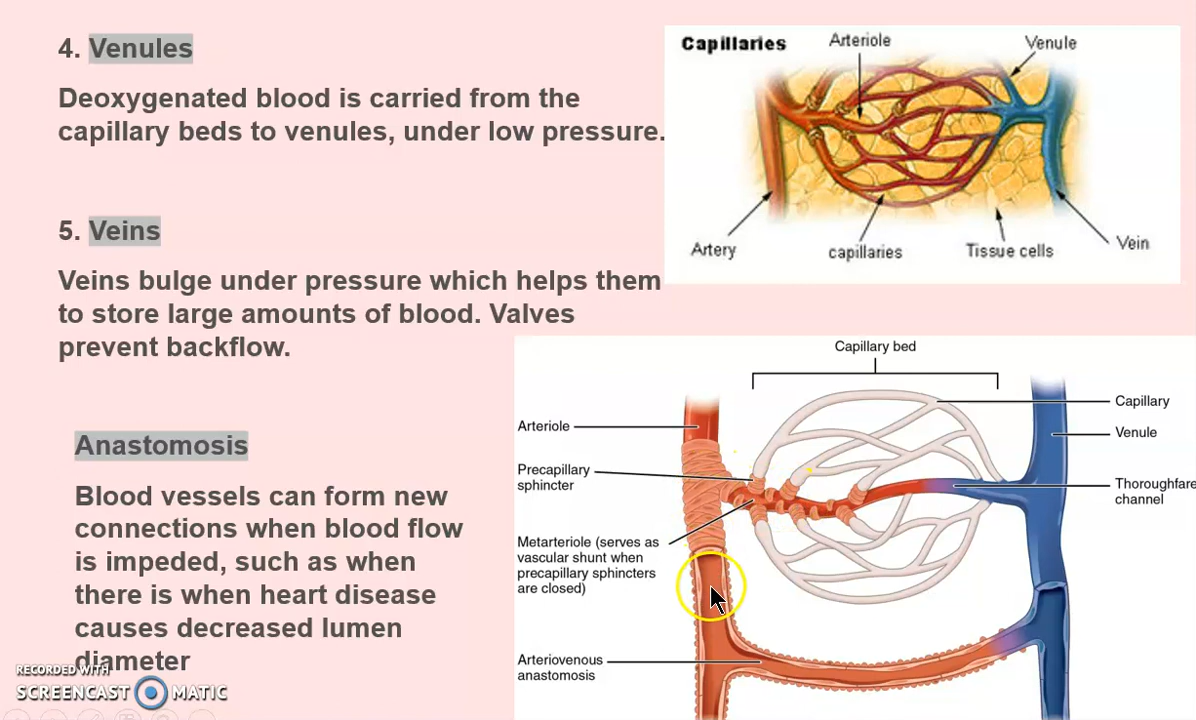 4. Venules
Deoxygenated blood is carried from the
capillary beds to venules, under low pressure.
5. Veins
Veins bulge under pressure which helps them
to store large amounts of blood. Valves
prevent backflow.
Anastomosis
Blood vessels can form new
connections when blood flow
is impeded, such as when
there is when heart disease
causes decreased lumen
diameter
RECORDED WITH
SCREENCAST MATIC
Capillaries
Arteriole
Venule
Artery
capillaries
Tissue cells
Vein
Capillary bed
Arteriole
Capillary
Venule
Precapillary
sphincter
Thoroughfare
channel
Metarteriole (serves as
vascular shunt when
precapillary sphincters
are closed)
Arteriovenous
anastomosis